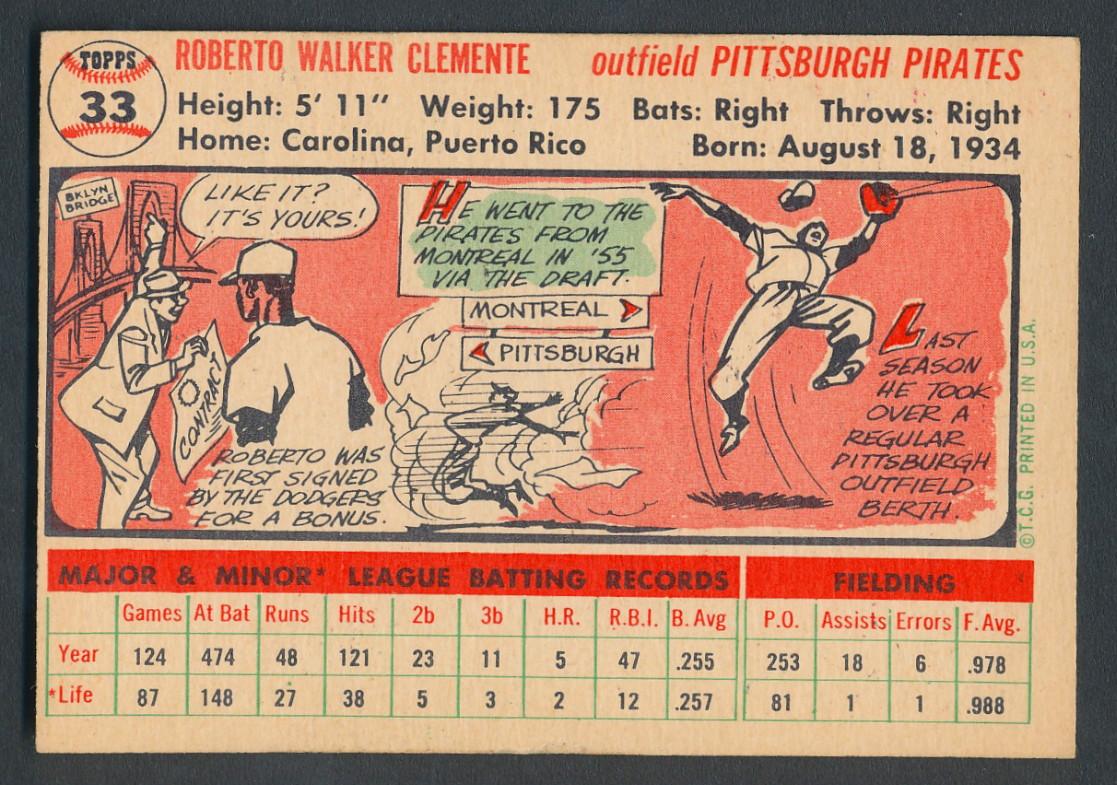 TOPPS
33
ROBERTO WALKER CLEMENTE outfield PITTSBURGH PIRATES
Height: 5' 11" Weight: 175 Bats: Right Throws: Right
Home: Carolina, Puerto Rico Born: August 18, 1934
BKLYN
BRIDGE
LIKE IT?
IT'S YOURS!
CONTRACT
ROBERTO WAS
FIRST SIGNED
BY THE DODGERS
FOR A BONUS.
HE WENT TO THE
PIRATES FROM
MONTREAL IN '55
VIA THE DRAFT.
MONTREAL
PITTSBURGH
LAST
SEASON
HE TOOK
OVER A
REGULAR
PITTSBURGH
OUTFIELD
BERTH.
©T.C.G. PRINTED IN U.S.A.
MAJOR & MINOR* LEAGUE BATTING RECORDS FIELDING
Games At Bat Runs Hits 2b 3b H.R. R.B.I. B. Avg P.O. Assists Errors F. Avg.
Year 124 474 48 121 23 11 5 47 .255 253 18 6 .978
*Life 87 148 27 38 5 3 2 12 .257 81 1 1 .988